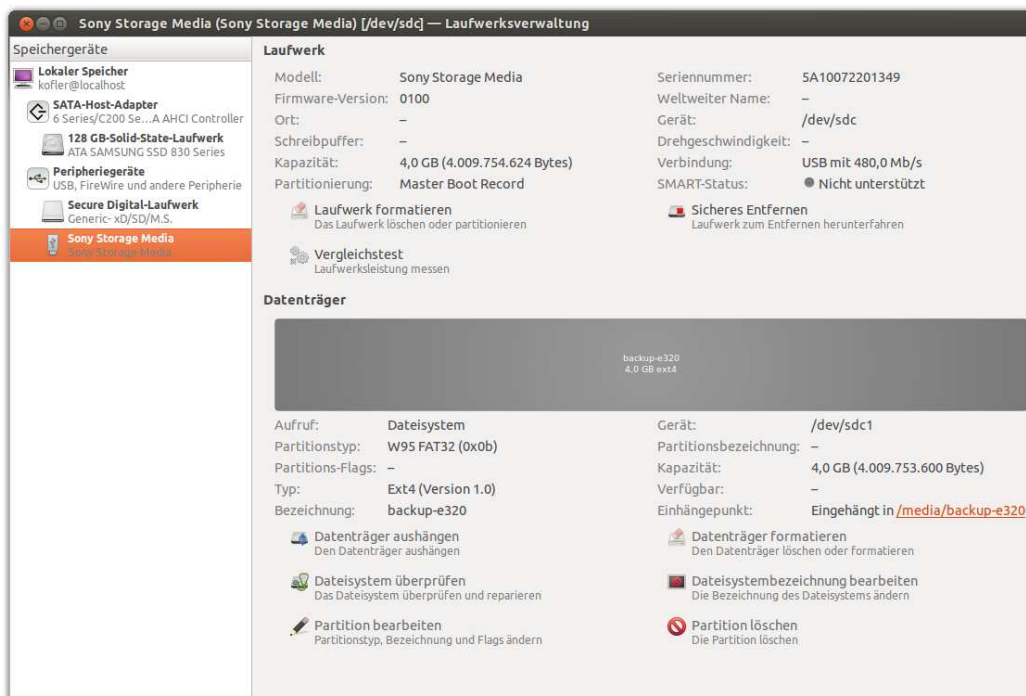 Sony Storage Media (Sony Storage Media) [/dev/sdc] — Laufwerksverwaltung
Speichergeräte
Lokaler Speicher
kofler@localhost
SATA-Host-Adapter
6 Series/C200 Se…A AHCI Controller
128 GB-Solid-State-Laufwerk
ATA SAMSUNG SSD 830 Series
Peripheriegeräte
USB, FireWire und andere Peripherie
Secure Digital-Laufwerk
Generic- xD/SD/M.S.
Sony Storage Media
Sony Storage Media
Laufwerk
Modell: Sony Storage Media Seriennummer: 5A10072201349
Firmware-Version: 0100 Weltweiter Name: –
Ort: – Gerät: /dev/sdc
Schreibpuffer: – Drehgeschwindigkeit: –
Kapazität: 4,0 GB (4.009.754.624 Bytes) Verbindung: USB mit 480,0 Mb/s
Partitionierung: Master Boot Record SMART-Status: Nicht unterstützt
Laufwerk formatieren Sicheres Entfernen
Das Laufwerk löschen oder partitionieren Laufwerk zum Entfernen herunterfahren
Vergleichstest
Laufwerksleistung messen
Datenträger
backup-e320
4,0 GB ext4
Aufruf: Dateisystem Gerät: /dev/sdc1
Partitionstyp: W95 FAT32 (0x0b) Partitionsbezeichnung: –
Partitions-Flags: – Kapazität: 4,0 GB (4.009.753.600 Bytes)
Typ: Ext4 (Version 1.0) Verfügbar: –
Bezeichnung: backup-e320 Einhängepunkt: Eingehängt in /media/backup-e320
Datenträger aushängen Datenträger formatieren
Den Datenträger aushängen Den Datenträger löschen oder formatieren
Dateisystem überprüfen Dateisystembezeichnung bearbeiten
Das Dateisystem überprüfen und reparieren Die Bezeichnung des Dateisystems ändern
Partition bearbeiten Partition löschen
Partitionstyp, Bezeichnung und Flags ändern Die Partition löschen